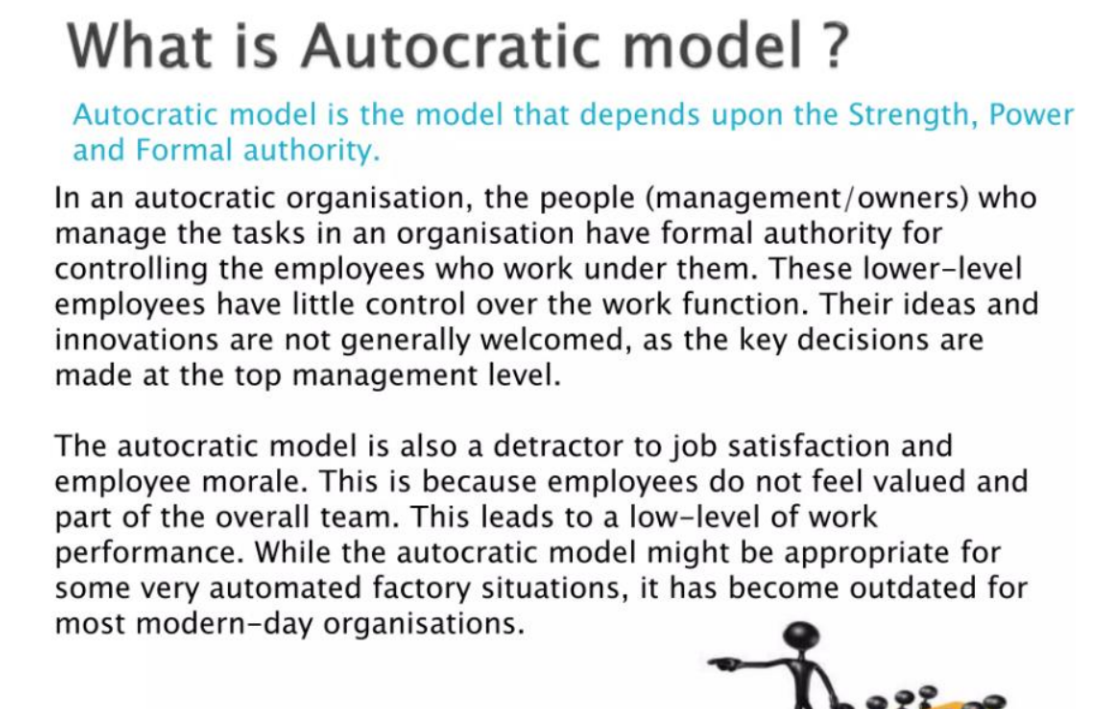 What is Autocratic model ?
Autocratic model is the model that depends upon the Strength, Power
and Formal authority.
In an autocratic organisation, the people (management/owners) who
manage the tasks in an organisation have formal authority for
controlling the employees who work under them. These lower-level
employees have little control over the work function. Their ideas and
innovations are not generally welcomed, as the key decisions are
made at the top management level.
The autocratic model is also a detractor to job satisfaction and
employee morale. This is because employees do not feel valued and
part of the overall team. This leads to a low-level of work
performance. While the autocratic model might be appropriate for
some very automated factory situations, it has become outdated for
most modern-day organisations.